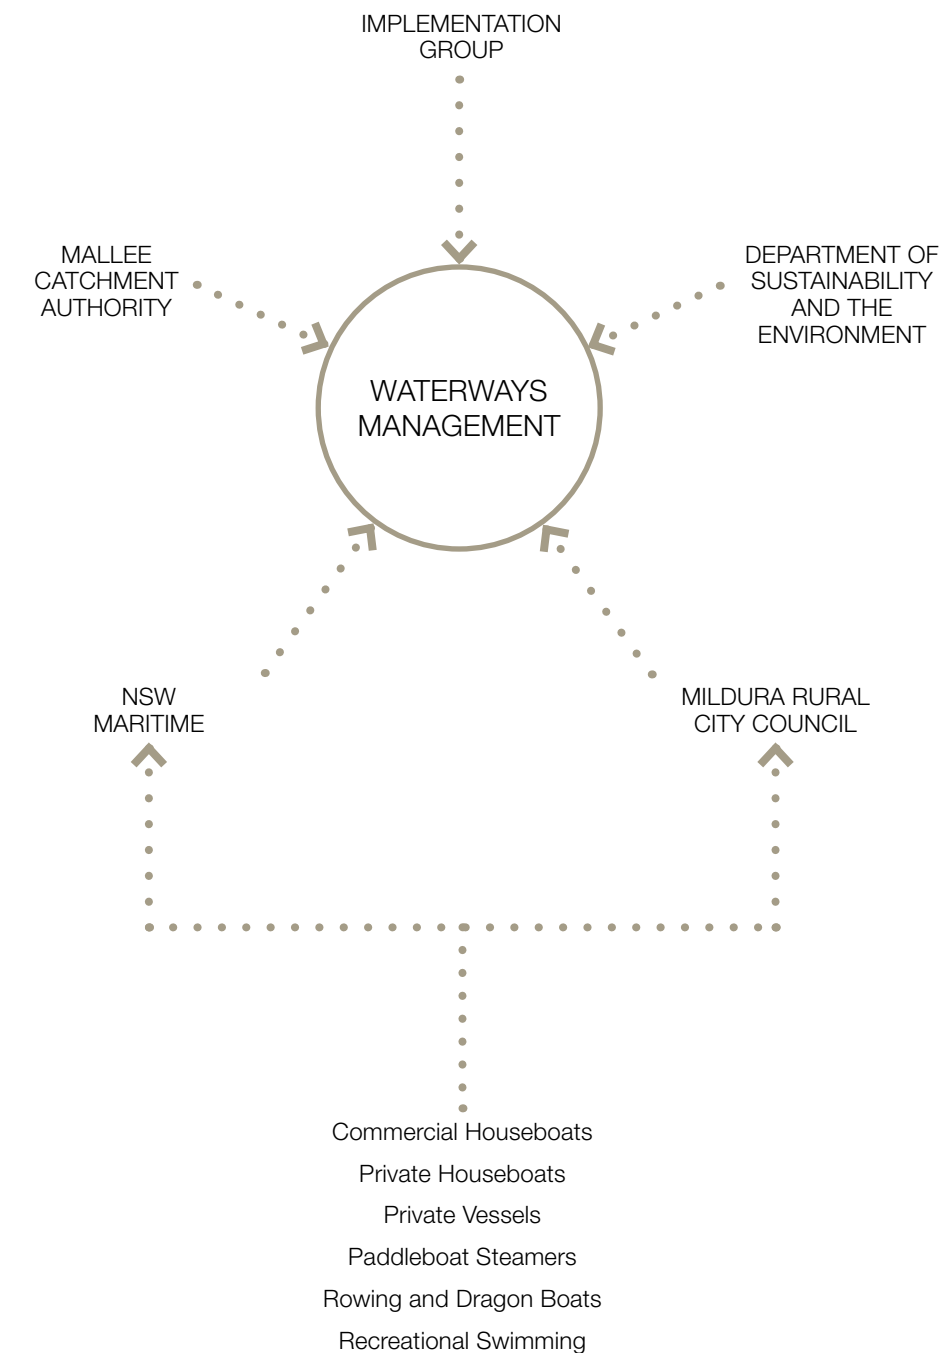 IMPLEMENTATION
GROUP
MALLEE
CATCHMENT
AUTHORITY
DEPARTMENT OF
SUSTAINABILITY
AND THE
ENVIRONMENT
WATERWAYS
MANAGEMENT
NSW
MARITIME
MILDURA RURAL
CITY COUNCIL
Commercial Houseboats
Private Houseboats
Private Vessels
Paddleboat Steamers
Rowing and Dragon Boats
Recreational Swimming